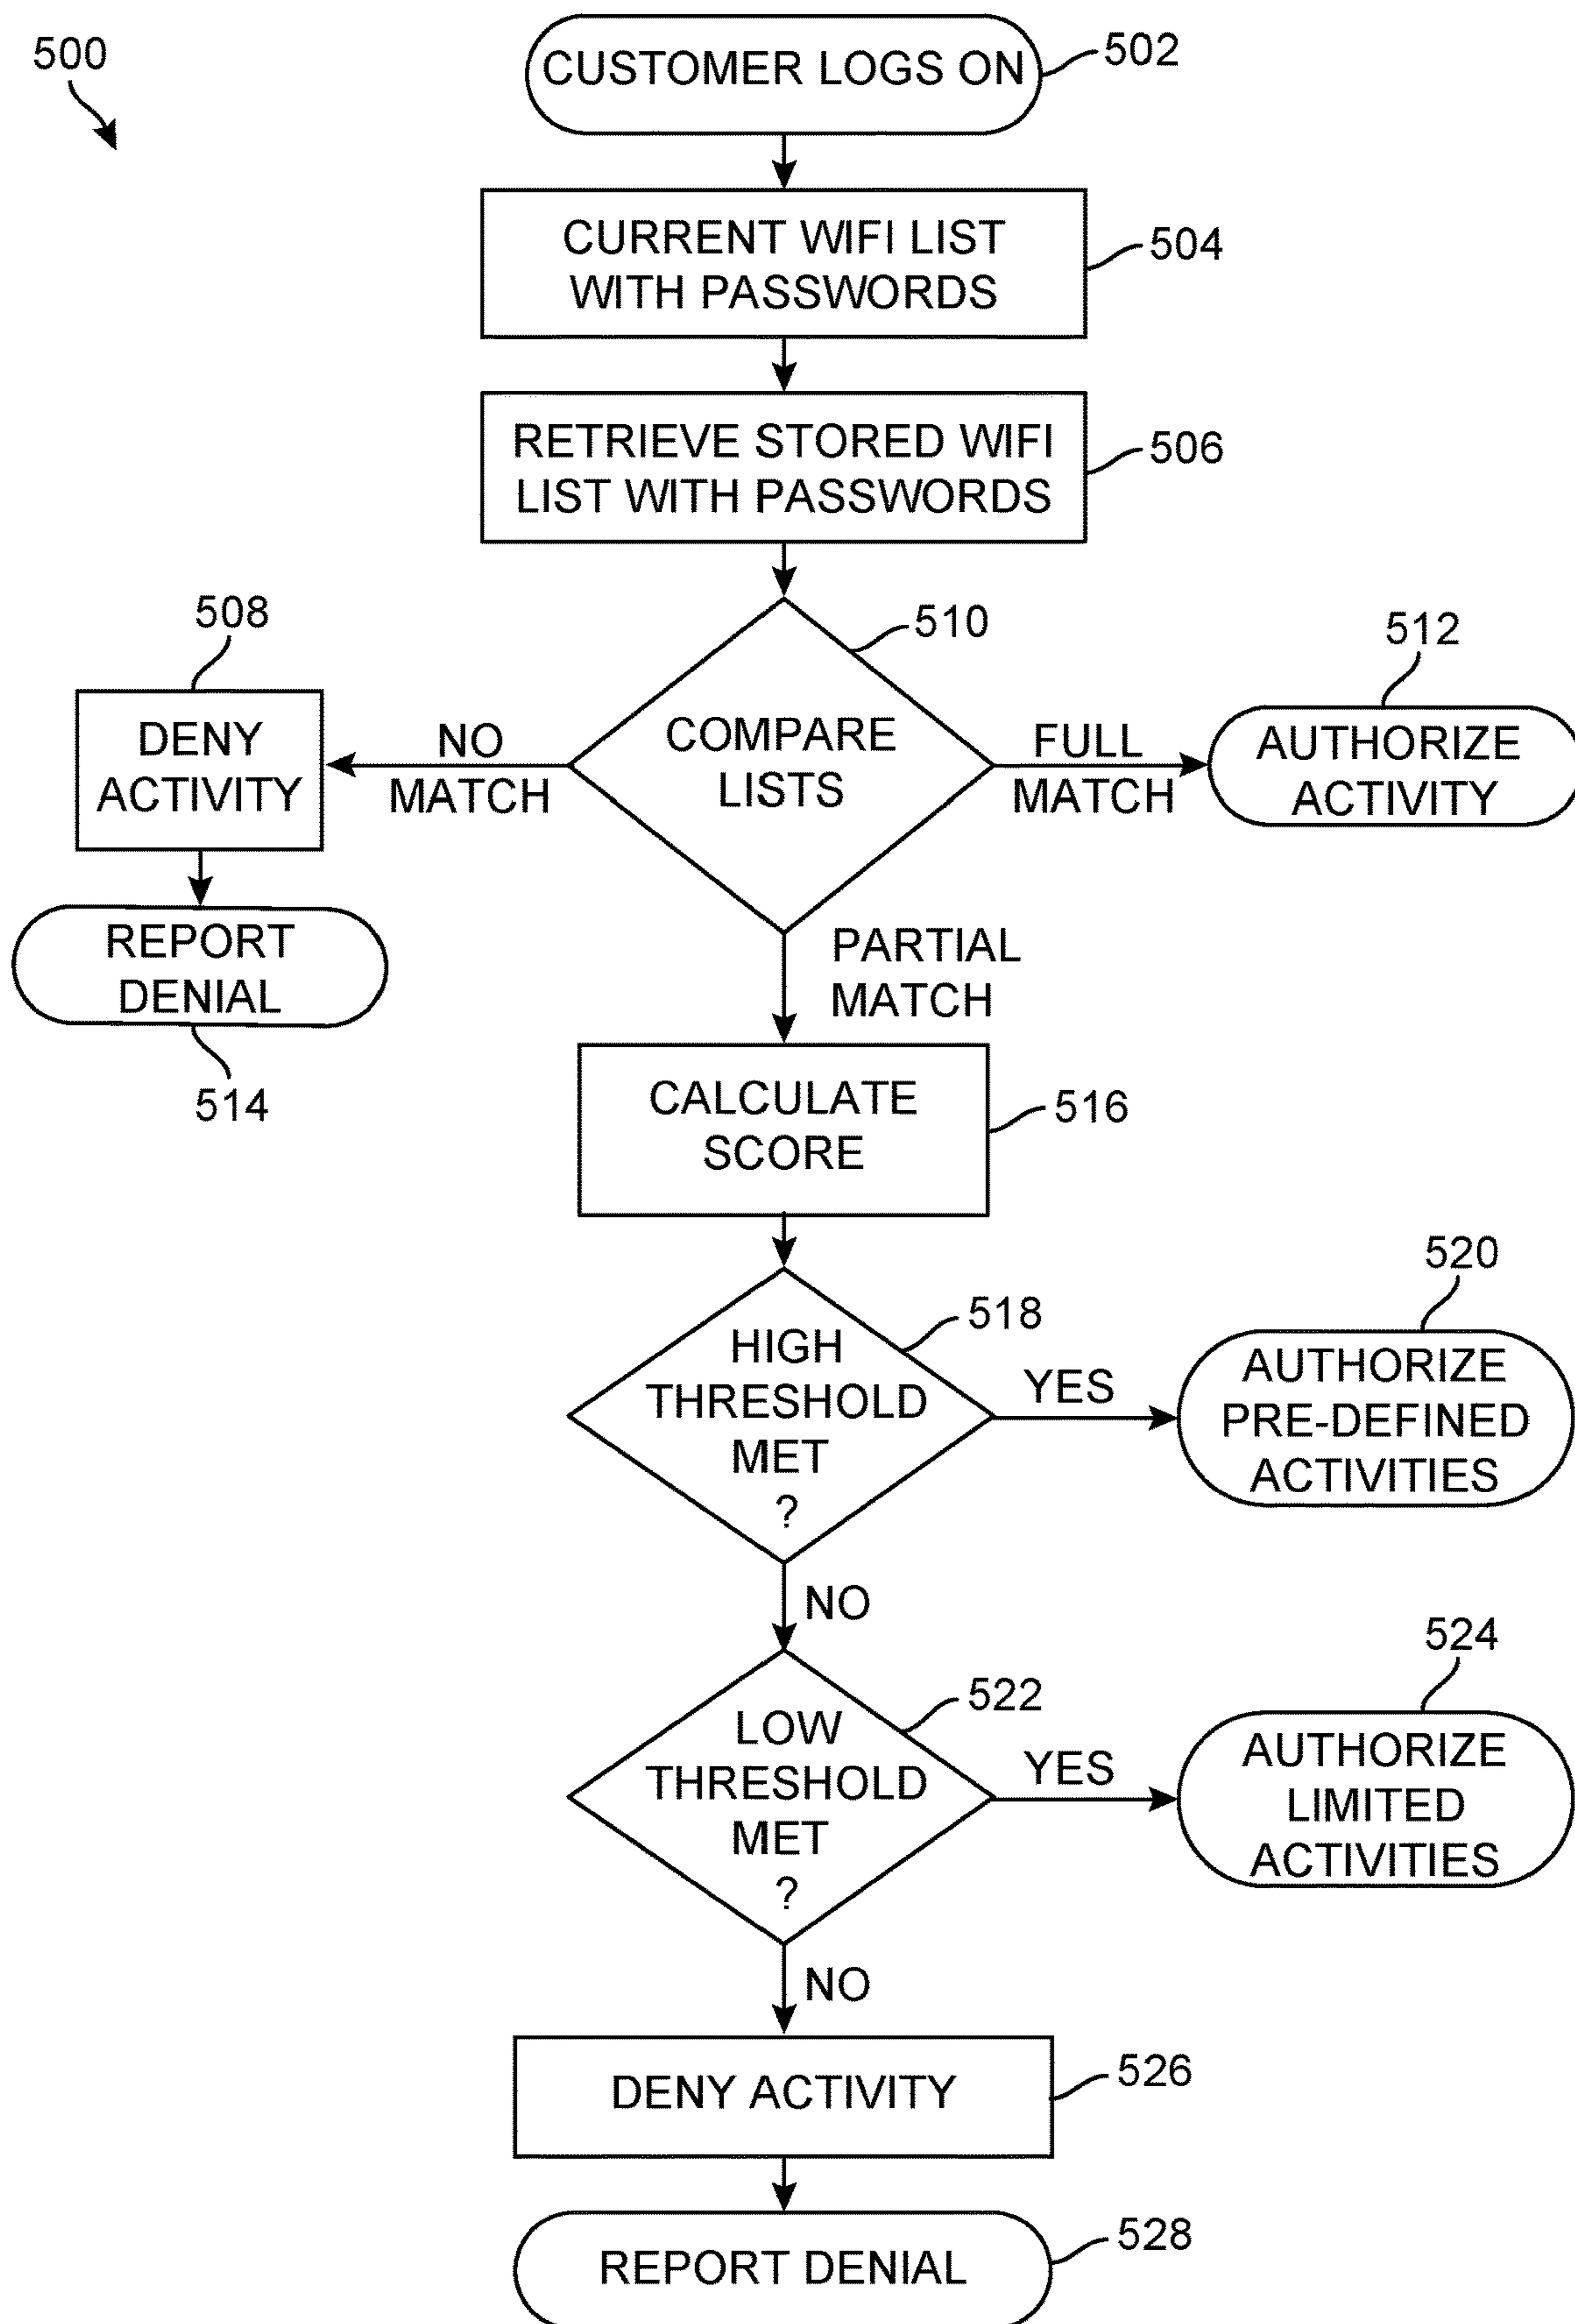 500
CUSTOMER LOGS ON
502
CURRENT WIFI LIST
WITH PASSWORDS
504
RETRIEVE STORED WIFI
LIST WITH PASSWORDS
506
508
DENY
ACTIVITY
NO
MATCH
COMPARE
LISTS
510
FULL
MATCH
512
AUTHORIZE
ACTIVITY
REPORT
DENIAL
514
PARTIAL
MATCH
CALCULATE
SCORE
516
HIGH
THRESHOLD
MET
?
518
YES
520
AUTHORIZE
PRE-DEFINED
ACTIVITIES
NO
LOW
THRESHOLD
MET
?
522
YES
524
AUTHORIZE
LIMITED
ACTIVITIES
NO
DENY ACTIVITY
526
REPORT DENIAL
528